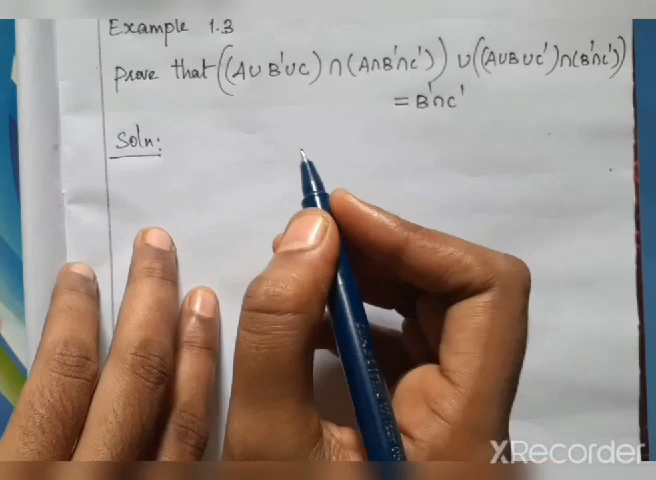 Example 1.3
Prove that ((A∪B'∪C)∩(A∩B'∩C'))∪((A∪B∪C')∩(B'∩C'))
= B'∩C'
Soln:
XRecorder